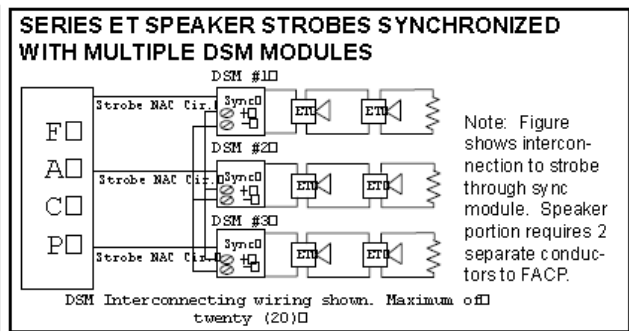 SERIES ET SPEAKER STROBES SYNCHRONIZED
WITH MULTIPLE DSM MODULES
DSM #1□
Strobe NAC Cir.□
Sync□
+□
-□
ET□
ET□
F□
A□
C□
P□
DSM #2□
Strobe NAC Cir.□
Sync□
+□
-□
ET□
ET□
DSM #3□
Strobe NAC Cir.□
Sync□
+□
-□
ET□
ET□
Note: Figure
shows intercon-
nection to strobe
through sync
module. Speaker
portion requires 2
separate conduc-
tors to FACP.
DSM Interconnecting wiring shown. Maximum of□
twenty (20)□